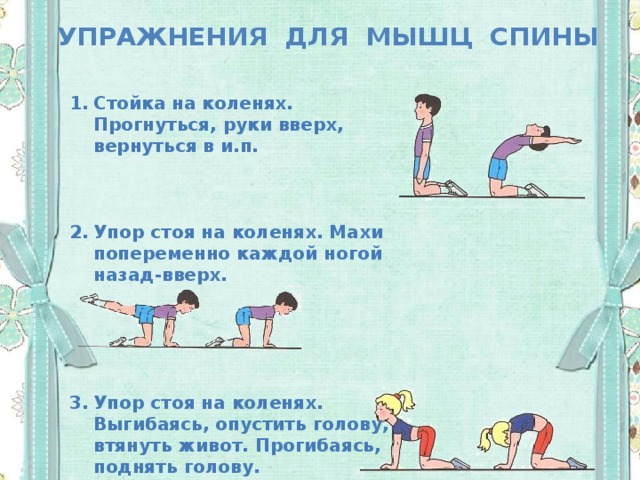 УПРАЖНЕНИЯ ДЛЯ МЫШЦ СПИНЫ
1. Стойка на коленях.
Прогнуться, руки вверх,
вернуться в и.п.
2. Упор стоя на коленях. Махи
попеременно каждой ногой
назад-вверх.
3. Упор стоя на коленях.
Выгибаясь, опустить голову,
втянуть живот. Прогибаясь,
поднять голову.